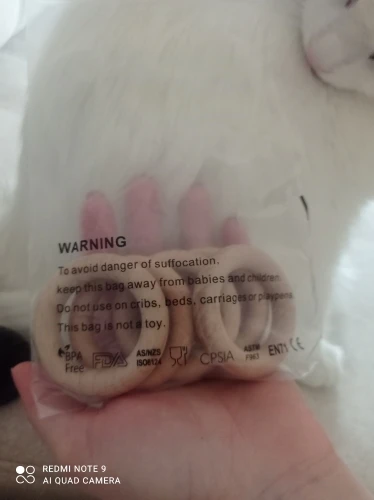 WARNING
To avoid danger of suffocation.
keep this bag away from babies and children.
Do not use on cribs, beds, carriages or playpens
This bag is not a toy.
BPA Free FDA AS/NZS ISO8124 CPSIA ASTM F963 EN71 CE
REDMI NOTE 9
AI QUAD CAMERA